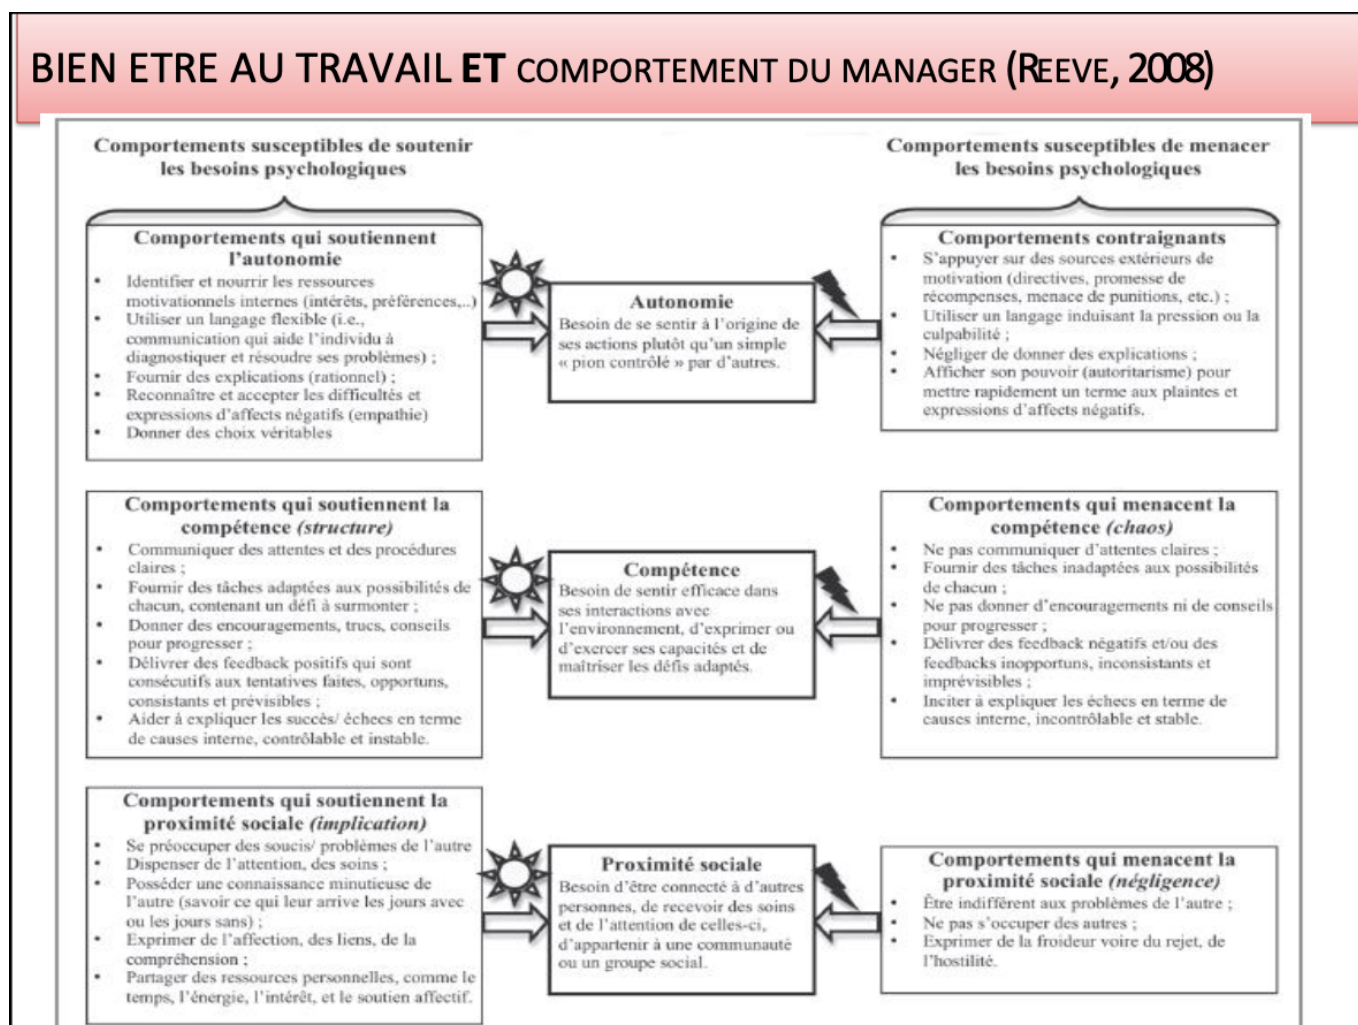 BIEN ETRE AU TRAVAIL ET COMPORTEMENT DU MANAGER (REEVE, 2008)
Comportements susceptibles de soutenir
les besoins psychologiques
Comportements qui soutiennent
l'autonomie
• Identifier et nourrir les ressources
motivationnels internes (intérêts, préférences,..)
• Utiliser un langage flexible (i.e.,
communication qui aide l'individu à
diagnostiquer et résoudre ses problèmes) ;
• Fournir des explications (rationnel) ;
• Reconnaître et accepter les difficultés et
expressions d'affects négatifs (empathie)
• Donner des choix véritables
Autonomie
Besoin de se sentir à l'origine de
ses actions plutôt qu'un simple
« pion contrôlé » par d'autres.
Comportements susceptibles de menacer
les besoins psychologiques
Comportements contraignants
• S'appuyer sur des sources extérieurs de
motivation (directives, promesse de
récompenses, menace de punitions, etc.) ;
• Utiliser un langage induisant la pression ou la
culpabilité ;
• Négliger de donner des explications ;
• Afficher son pouvoir (autoritarisme) pour
mettre rapidement un terme aux plaintes et
expressions d'affects négatifs.
Comportements qui soutiennent la
compétence (structure)
• Communiquer des attentes et des procédures
claires ;
• Fournir des tâches adaptées aux possibilités de
chacun, contenant un défi à surmonter ;
• Donner des encouragements, trucs, conseils
pour progresser ;
• Délivrer des feedback positifs qui sont
consécutifs aux tentatives faites, opportuns,
consistants et prévisibles ;
• Aider à expliquer les succès/ échecs en terme
de causes interne, contrôlable et instable.
Compétence
Besoin de sentir efficace dans
ses interactions avec
l'environnement, d'exprimer ou
d'exercer ses capacités et de
maîtriser les défis adaptés.
Comportements qui menacent la
compétence (chaos)
• Ne pas communiquer d'attentes claires ;
• Fournir des tâches inadaptées aux possibilités
de chacun ;
• Ne pas donner d'encouragements ni de conseils
pour progresser ;
• Délivrer des feedback négatifs et/ou des
feedbacks inopportuns, inconsistants et
imprévisibles ;
• Inciter à expliquer les échecs en terme de
causes interne, incontrôlable et stable.
Comportements qui soutiennent la
proximité sociale (implication)
• Se préoccuper des soucis/ problèmes de l'autre
• Dispenser de l'attention, des soins ;
• Posséder une connaissance minutieuse de
l'autre (savoir ce qui leur arrive les jours avec
ou les jours sans) ;
• Exprimer de l'affection, des liens, de la
compréhension ;
• Partager des ressources personnelles, comme le
temps, l'énergie, l'intérêt, et le soutien affectif.
Proximité sociale
Besoin d'être connecté à d'autres
personnes, de recevoir des soins
et de l'attention de celles-ci,
d'appartenir à une communauté
ou un groupe social.
Comportements qui menacent la
proximité sociale (négligence)
• Être indifférent aux problèmes de l'autre ;
• Ne pas s'occuper des autres ;
• Exprimer de la froideur voire du rejet, de
l'hostilité.